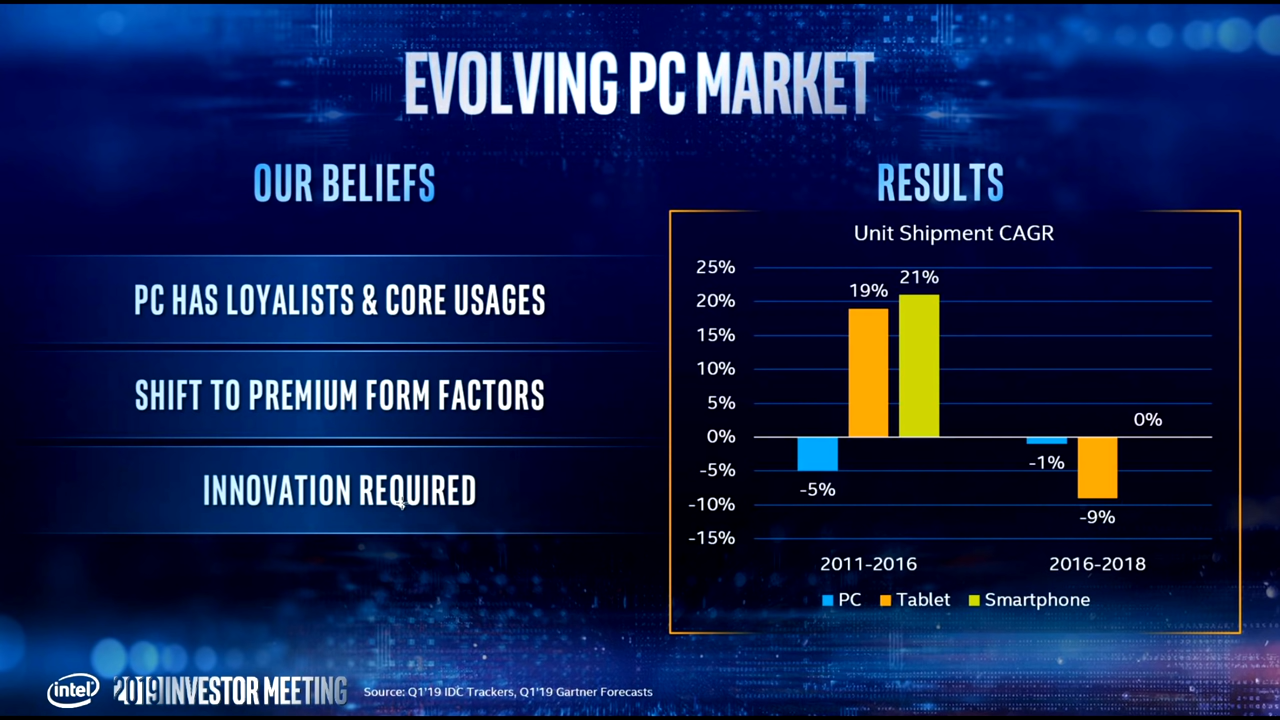 EVOLVING PC MARKET
OUR BELIEFS
PC HAS LOYALISTS & CORE USAGES
SHIFT TO PREMIUM FORM FACTORS
INNOVATION REQUIRED
RESULTS
Unit Shipment CAGR
25%
20%
15%
10%
5%
0%
-5%
-10%
-15%
-5%
19%
21%
-1%
-9%
0%
2011-2016
2016-2018
PC
Tablet
Smartphone
intel
2019 INVESTOR MEETING
Source: Q1'19 IDC Trackers, Q1'19 Gartner Forecasts